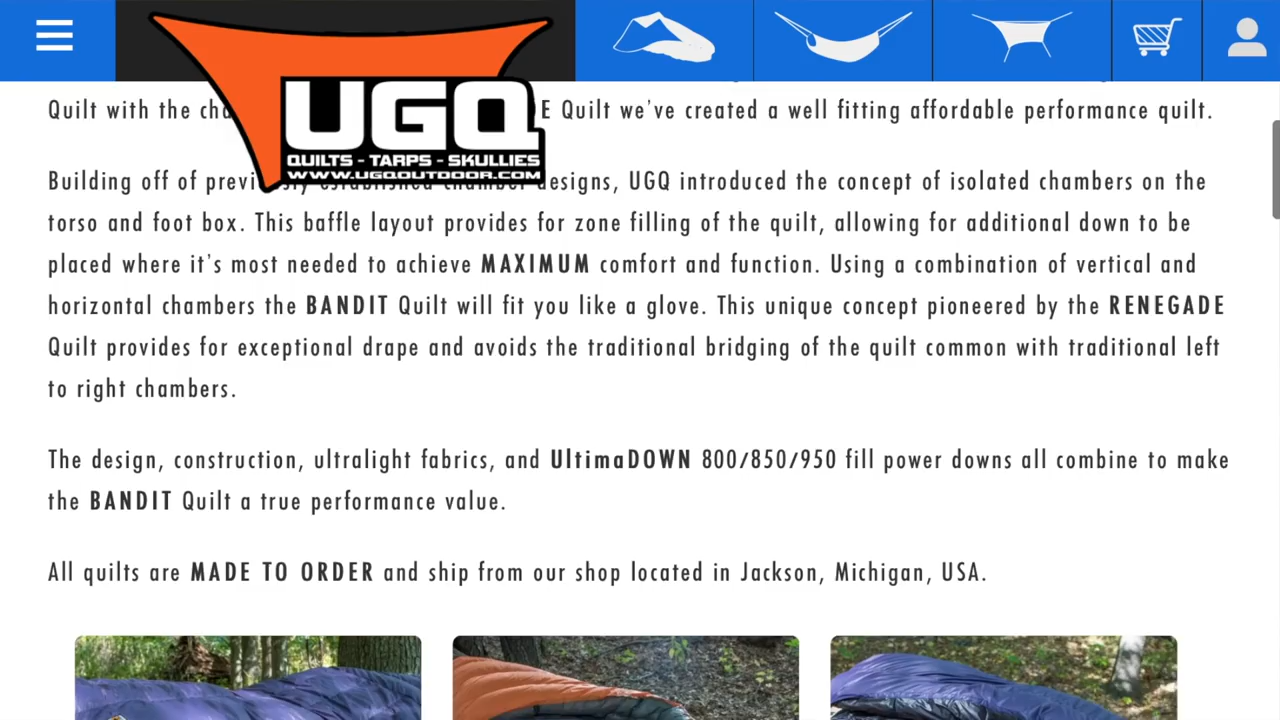 UGQ
QUILTS - TARPS - SKULLIES
WWW.UGQOUTDOOR.COM
Quilt with the Quilt we've created a well fitting affordable performance quilt.
Building off of designs, UGQ introduced the concept of isolated chambers on the
torso and foot box. This baffle layout provides for zone filling of the quilt, allowing for additional down to be
placed where it's most needed to achieve MAXIMUM comfort and function. Using a combination of vertical and
horizontal chambers the BANDIT Quilt will fit you like a glove. This unique concept pioneered by the RENEGADE
Quilt provides for exceptional drape and avoids the traditional bridging of the quilt common with traditional left
to right chambers.
The design, construction, ultralight fabrics, and UltimaDOWN 800/850/950 fill power downs all combine to make
the BANDIT Quilt a true performance value.
All quilts are MADE TO ORDER and ship from our shop located in Jackson, Michigan, USA.